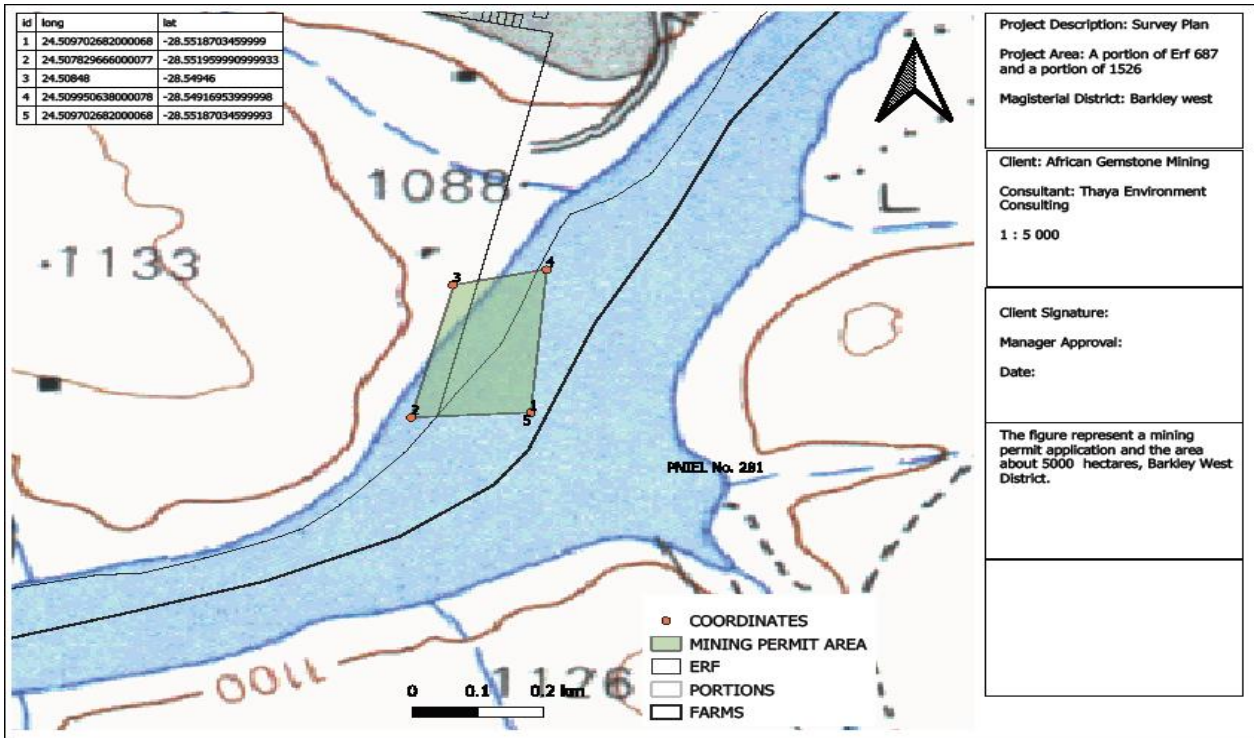 id long lat
1 24.509702682000068 -28.5518703459999
2 24.507829666000077 -28.551959990999933
3 24.50848 -28.54946
4 24.509950638000078 -28.54916953999998
5 24.509702682000068 -28.55187034599993
Project Description: Survey Plan
Project Area: A portion of Erf 687
and a portion of 1526
Magisterial District: Barkley west
Client: African Gemstone Mining
Consultant: Thaya Environment
Consulting
1 : 5 000
Client Signature:
Manager Approval:
Date:
The figure represent a mining
permit application and the area
about 5000 hectares, Barkley West
District.
1088
1133
4
3
2
1
5
PNIEL No. 281
1100
1126
COORDINATES
MINING PERMIT AREA
ERF
PORTIONS
FARMS
0 0.1 0.2 km